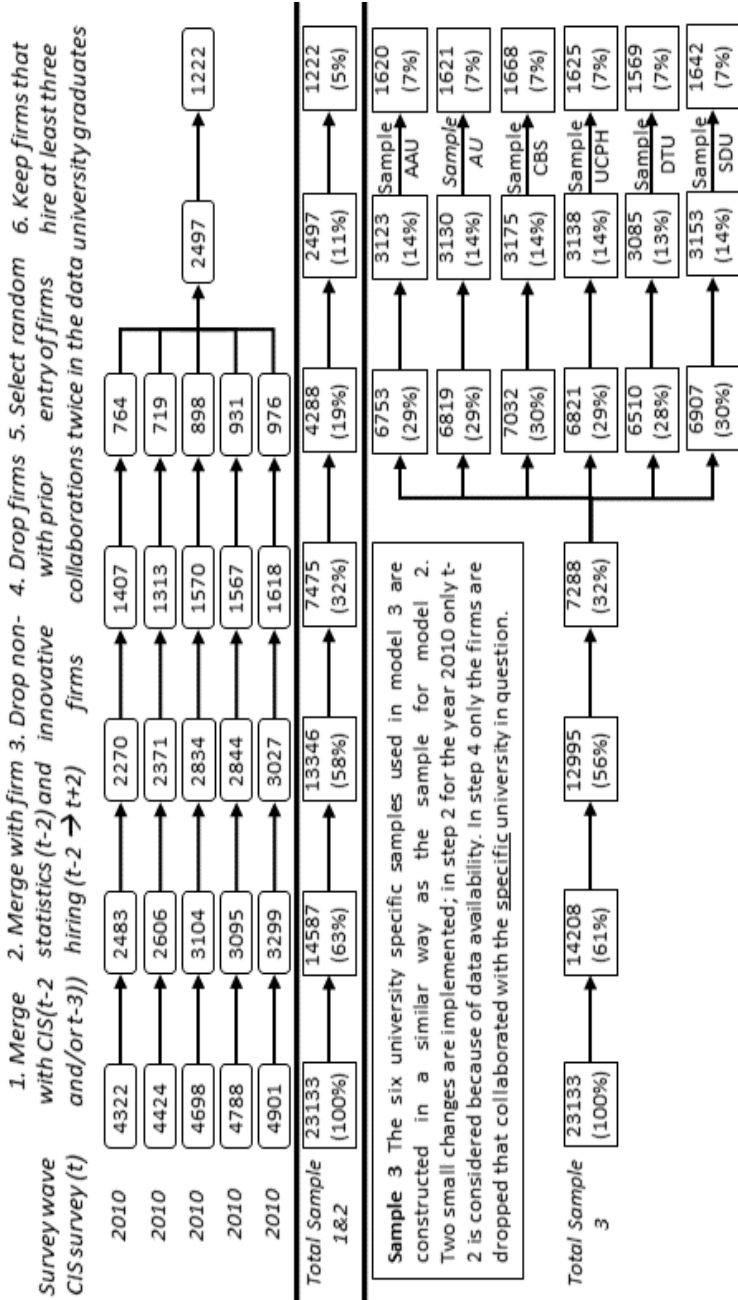 Survey wave
CIS survey (t)
1. Merge
with CIS(t-2
and/or t-3))
2. Merge with firm
statistics (t-2) and
hiring (t-2 → t+2)
3. Drop non-
innovative
firms
4. Drop firms
with prior
collaborations
5. Select random
entry of firms
twice in the data
6. Keep firms that
hire at least three
university graduates
2010 4322 2483 2270 1407 764
2010 4424 2606 2371 1313 719
2010 4698 3104 2834 1570 898 2497 1222
2010 4788 3095 2844 1567 931
2010 4901 3299 3027 1618 976
Total Sample
1&2
23133
(100%)
14587
(63%)
13346
(58%)
7475
(32%)
4288
(19%)
2497
(11%)
1222
(5%)
Sample 3 The six university specific samples used in model 3 are
constructed in a similar way as the sample for model 2.
Two small changes are implemented; in step 2 for the year 2010 only t-
2 is considered because of data availability. In step 4 only the firms are
dropped that collaborated with the specific university in question.
Total Sample
3
23133
(100%)
14208
(61%)
12995
(56%)
7288
(32%)
6753
(29%)
3123
(14%)
Sample
AAU
1620
(7%)
6819
(29%)
3130
(14%)
Sample
AU
1621
(7%)
7032
(30%)
3175
(14%)
Sample
CBS
1668
(7%)
6821
(29%)
3138
(14%)
Sample
UCPH
1625
(7%)
6510
(28%)
3085
(13%)
Sample
DTU
1569
(7%)
6907
(30%)
3153
(14%)
Sample
SDU
1642
(7%)